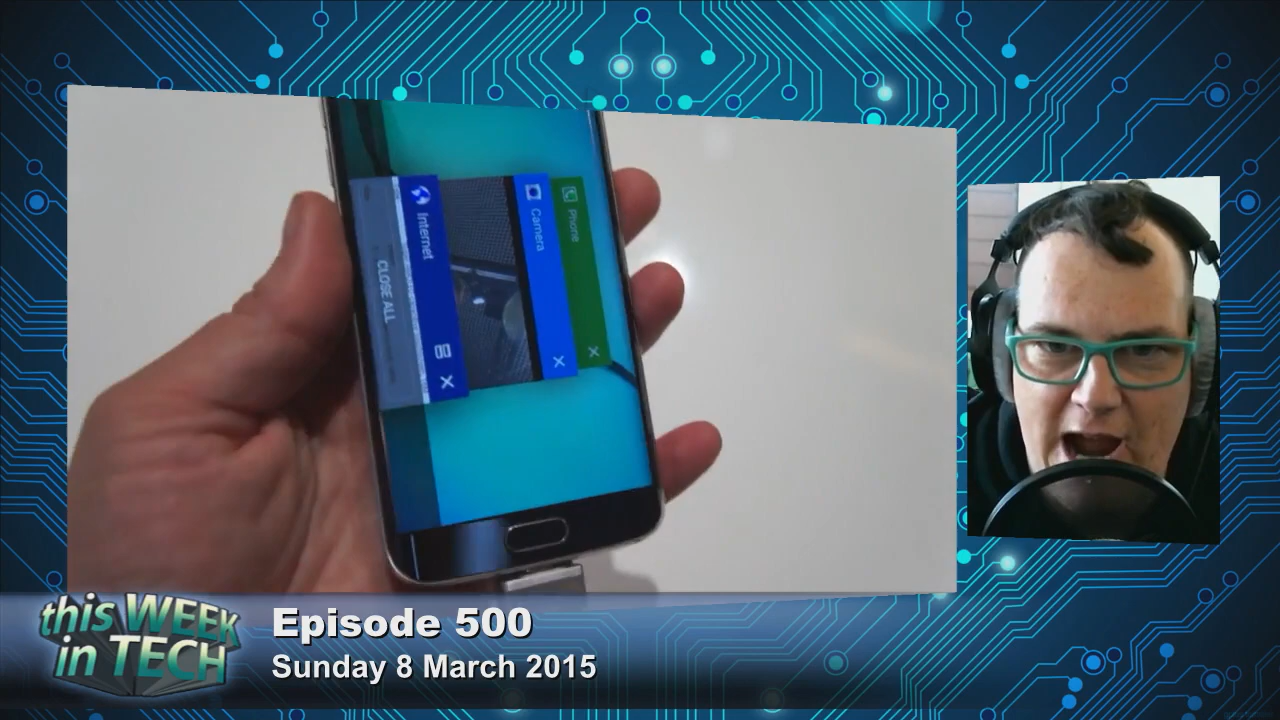 Internet
CLOSE ALL
Camera
Phone
this WEEK
in TECH
Episode 500
Sunday 8 March 2015